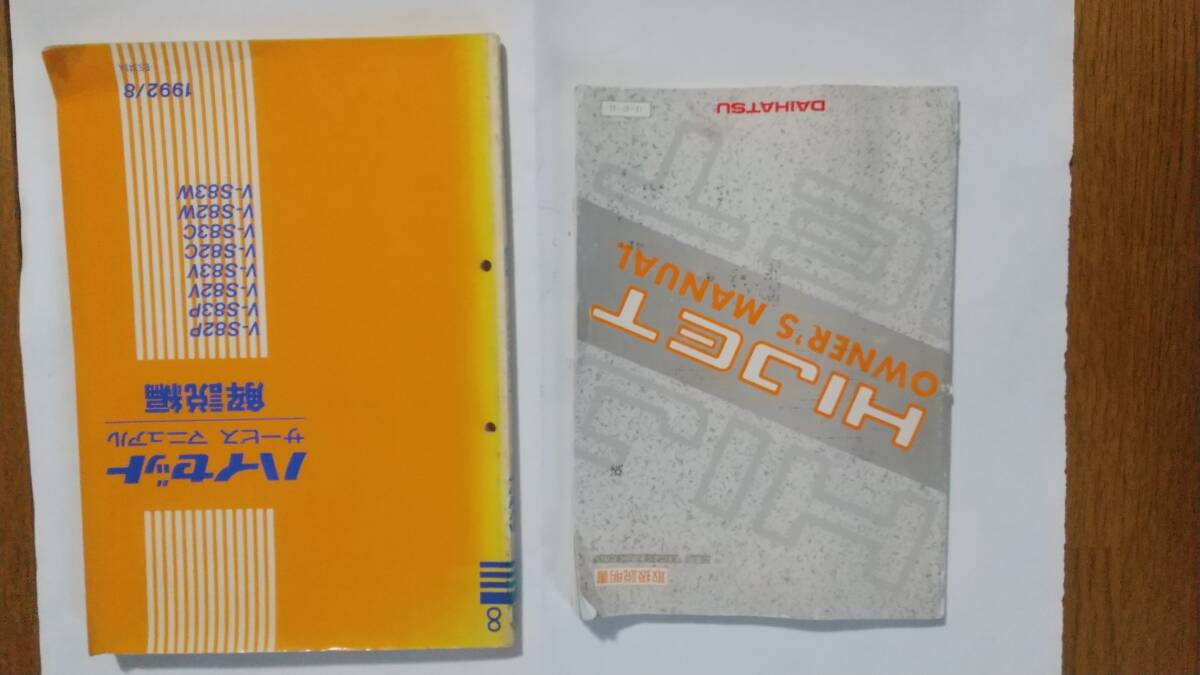 8
ハイゼット
サービス マニュアル
解説編
V-S82P
V-S83P
V-S82V
V-S83V
V-S82C
V-S83C
V-S82W
V-S83W
1992/8
取扱説明書
HIJET
OWNER'S MANUAL
DAIHATSU